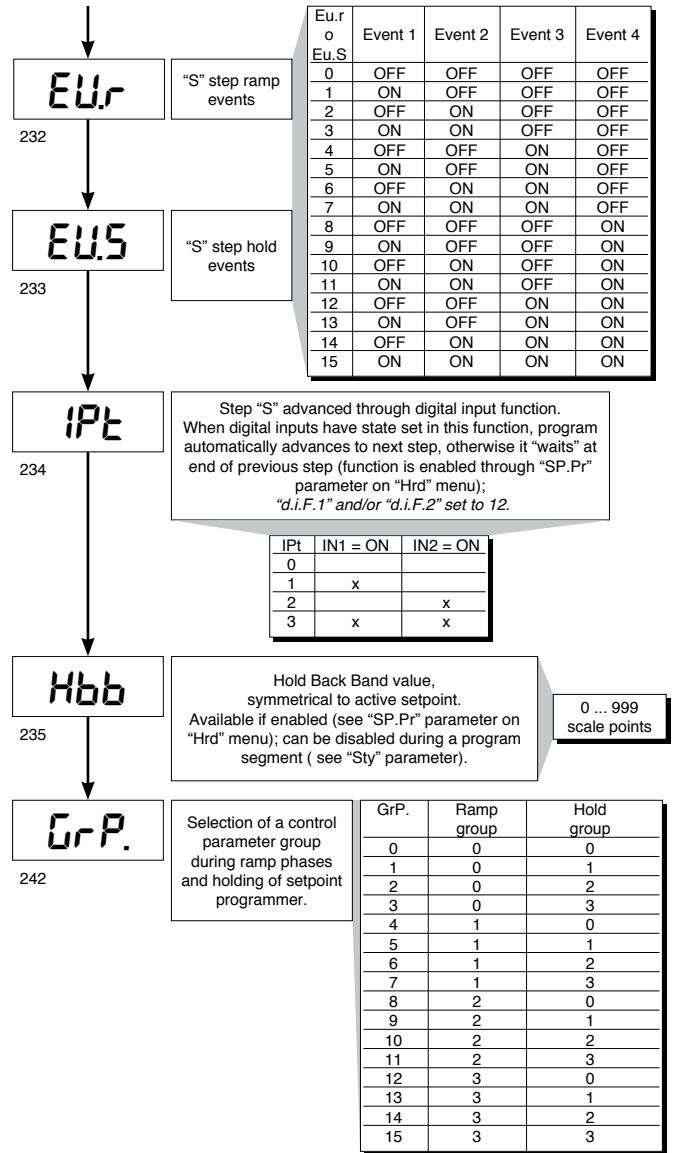 EU.r
232
"S" step ramp
events
Eu.r
o
Eu.S
Event 1 Event 2 Event 3 Event 4
0 OFF OFF OFF OFF
1 ON OFF OFF OFF
2 OFF ON OFF OFF
3 ON ON OFF OFF
4 OFF OFF ON OFF
5 ON OFF ON OFF
6 OFF ON ON OFF
7 ON ON ON OFF
8 OFF OFF OFF ON
9 ON OFF OFF ON
10 OFF ON OFF ON
11 ON ON OFF ON
12 OFF OFF ON ON
13 ON OFF ON ON
14 OFF ON ON ON
15 ON ON ON ON
EU.S
233
"S" step hold
events
IPt
234
Step "S" advanced through digital input function.
When digital inputs have state set in this function, program
automatically advances to next step, otherwise it "waits" at
end of previous step (function is enabled through "SP.Pr"
parameter on "Hrd" menu);
"d.i.F.1" and/or "d.i.F.2" set to 12.
IPt IN1 = ON IN2 = ON
0
1 x
2 x
3 x x
Hbb
235
Hold Back Band value,
symmetrical to active setpoint.
Available if enabled (see "SP.Pr" parameter on
"Hrd" menu); can be disabled during a program
segment ( see "Sty" parameter).
0 ... 999
scale points
GrP.
242
Selection of a control
parameter group
during ramp phases
and holding of setpoint
programmer.
GrP. Ramp Hold
group group
0 0 0
1 0 1
2 0 2
3 0 3
4 1 0
5 1 1
6 1 2
7 1 3
8 2 0
9 2 1
10 2 2
11 2 3
12 3 0
13 3 1
14 3 2
15 3 3